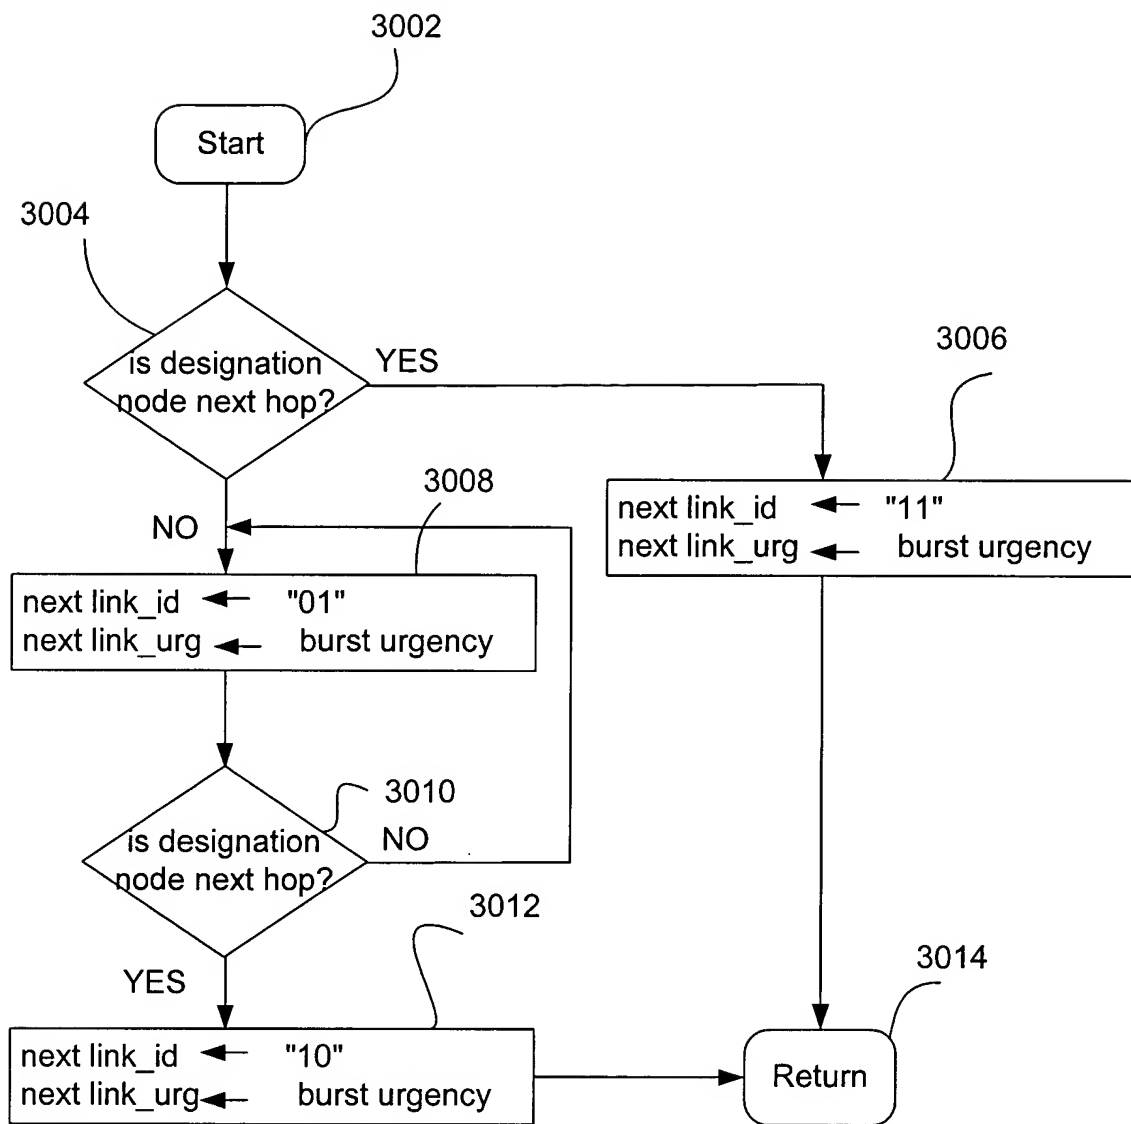 3002
Start
3004
is designation
node next hop?
YES
3006
next link_id ← "11"
next link_urg ← burst urgency
NO
3008
next link_id ← "01"
next link_urg ← burst urgency
3010
is designation
node next hop?
NO
YES
3012
next link_id ← "10"
next link_urg ← burst urgency
3014
Return